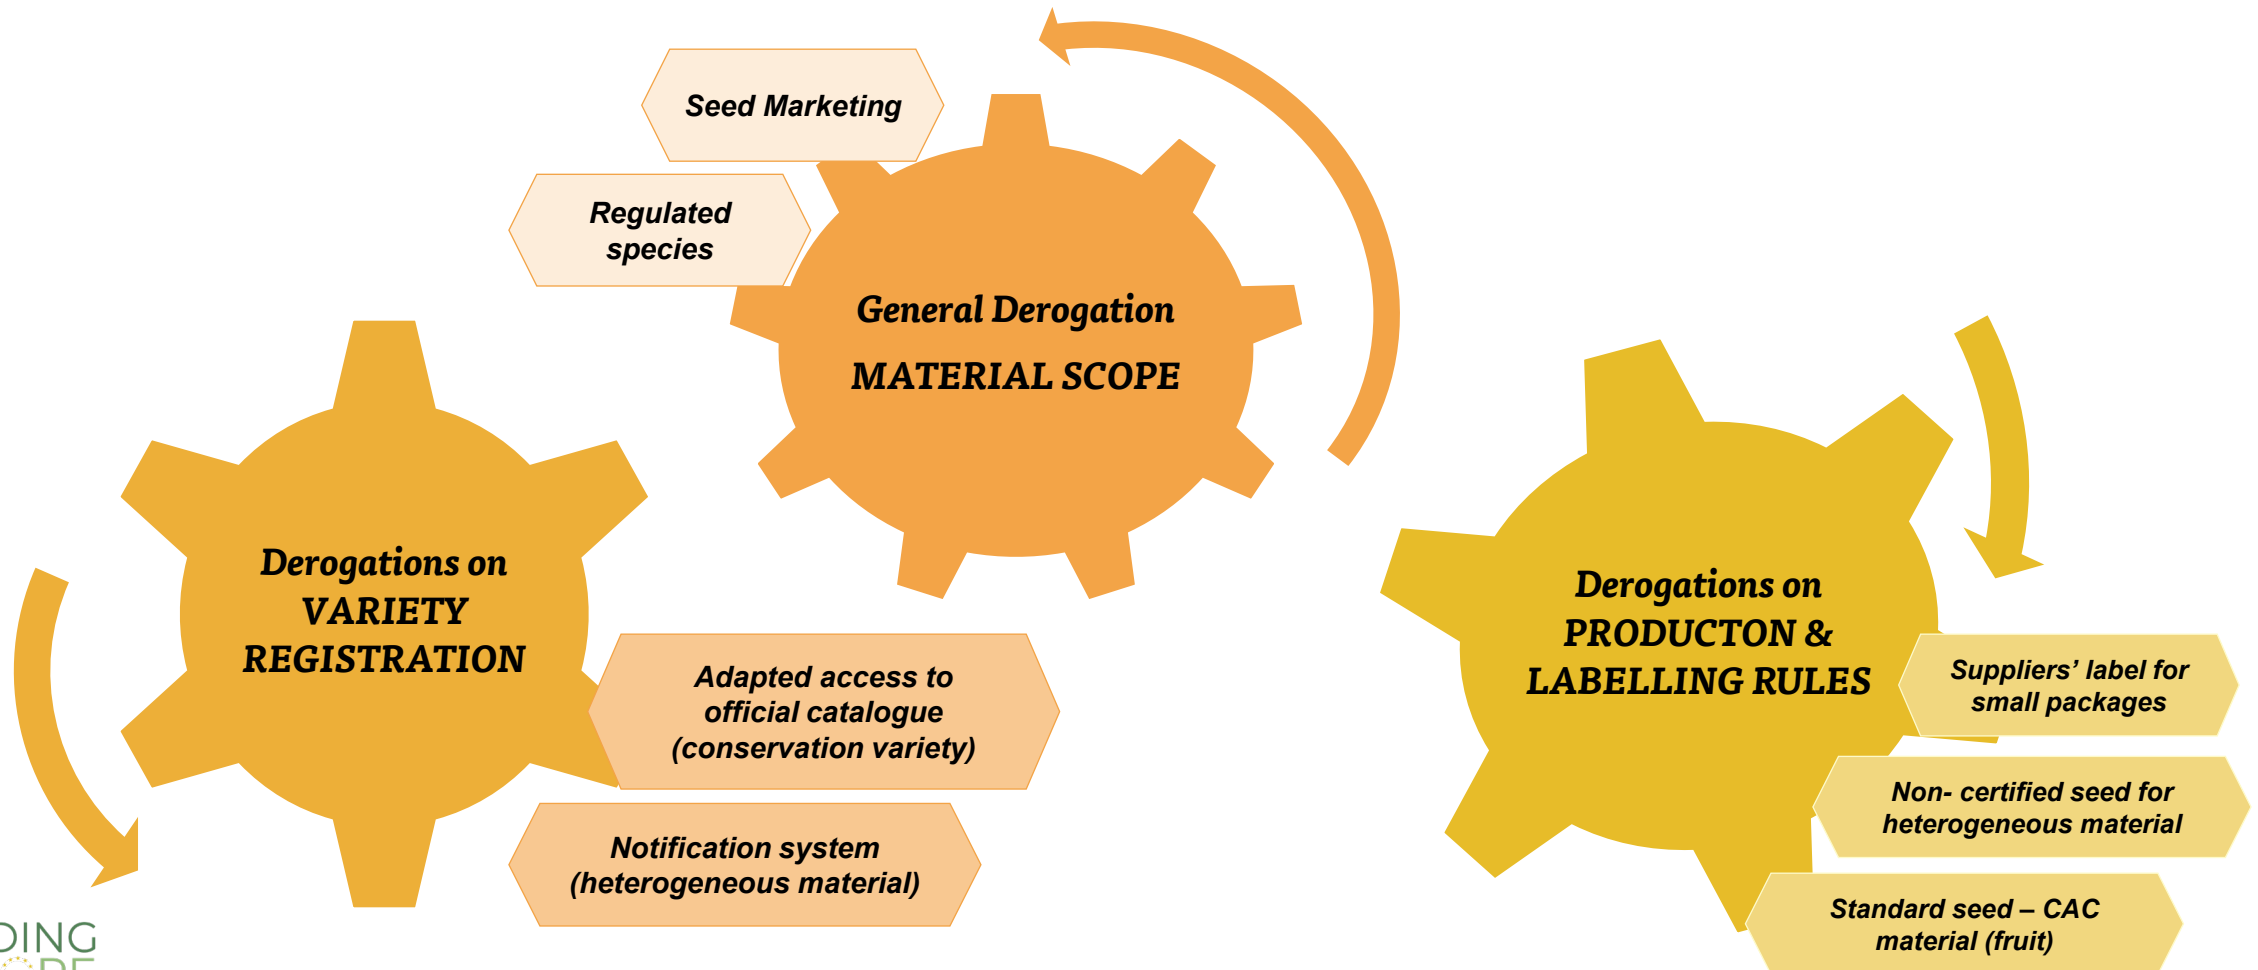 Seed Marketing
Regulated
species
General Derogation
MATERIAL SCOPE
Derogations on
VARIETY
REGISTRATION
Adapted access to
official catalogue
(conservation variety)
Notification system
(heterogeneous material)
Derogations on
PRODUCTON &
LABELLING RULES
Suppliers’ label for
small packages
Non- certified seed for
heterogeneous material
Standard seed – CAC
material (fruit)